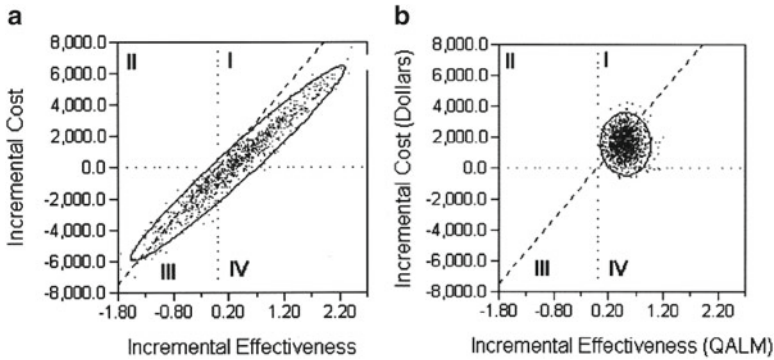 a
8,000.0
6,000.0
4,000.0
2,000.0
0.0
-2,000.0
-4,000.0
-6,000.0
-8,000.0
Incremental Cost
II
I
III
IV
-1.80 -0.80 0.20 1.20 2.20
Incremental Effectiveness
b
8,000.0
6,000.0
4,000.0
2,000.0
0.0
-2,000.0
-4,000.0
-6,000.0
-8,000.0
Incremental Cost (Dollars)
II
I
III
IV
-1.80 -0.80 0.20 1.20 2.20
Incremental Effectiveness (QALM)